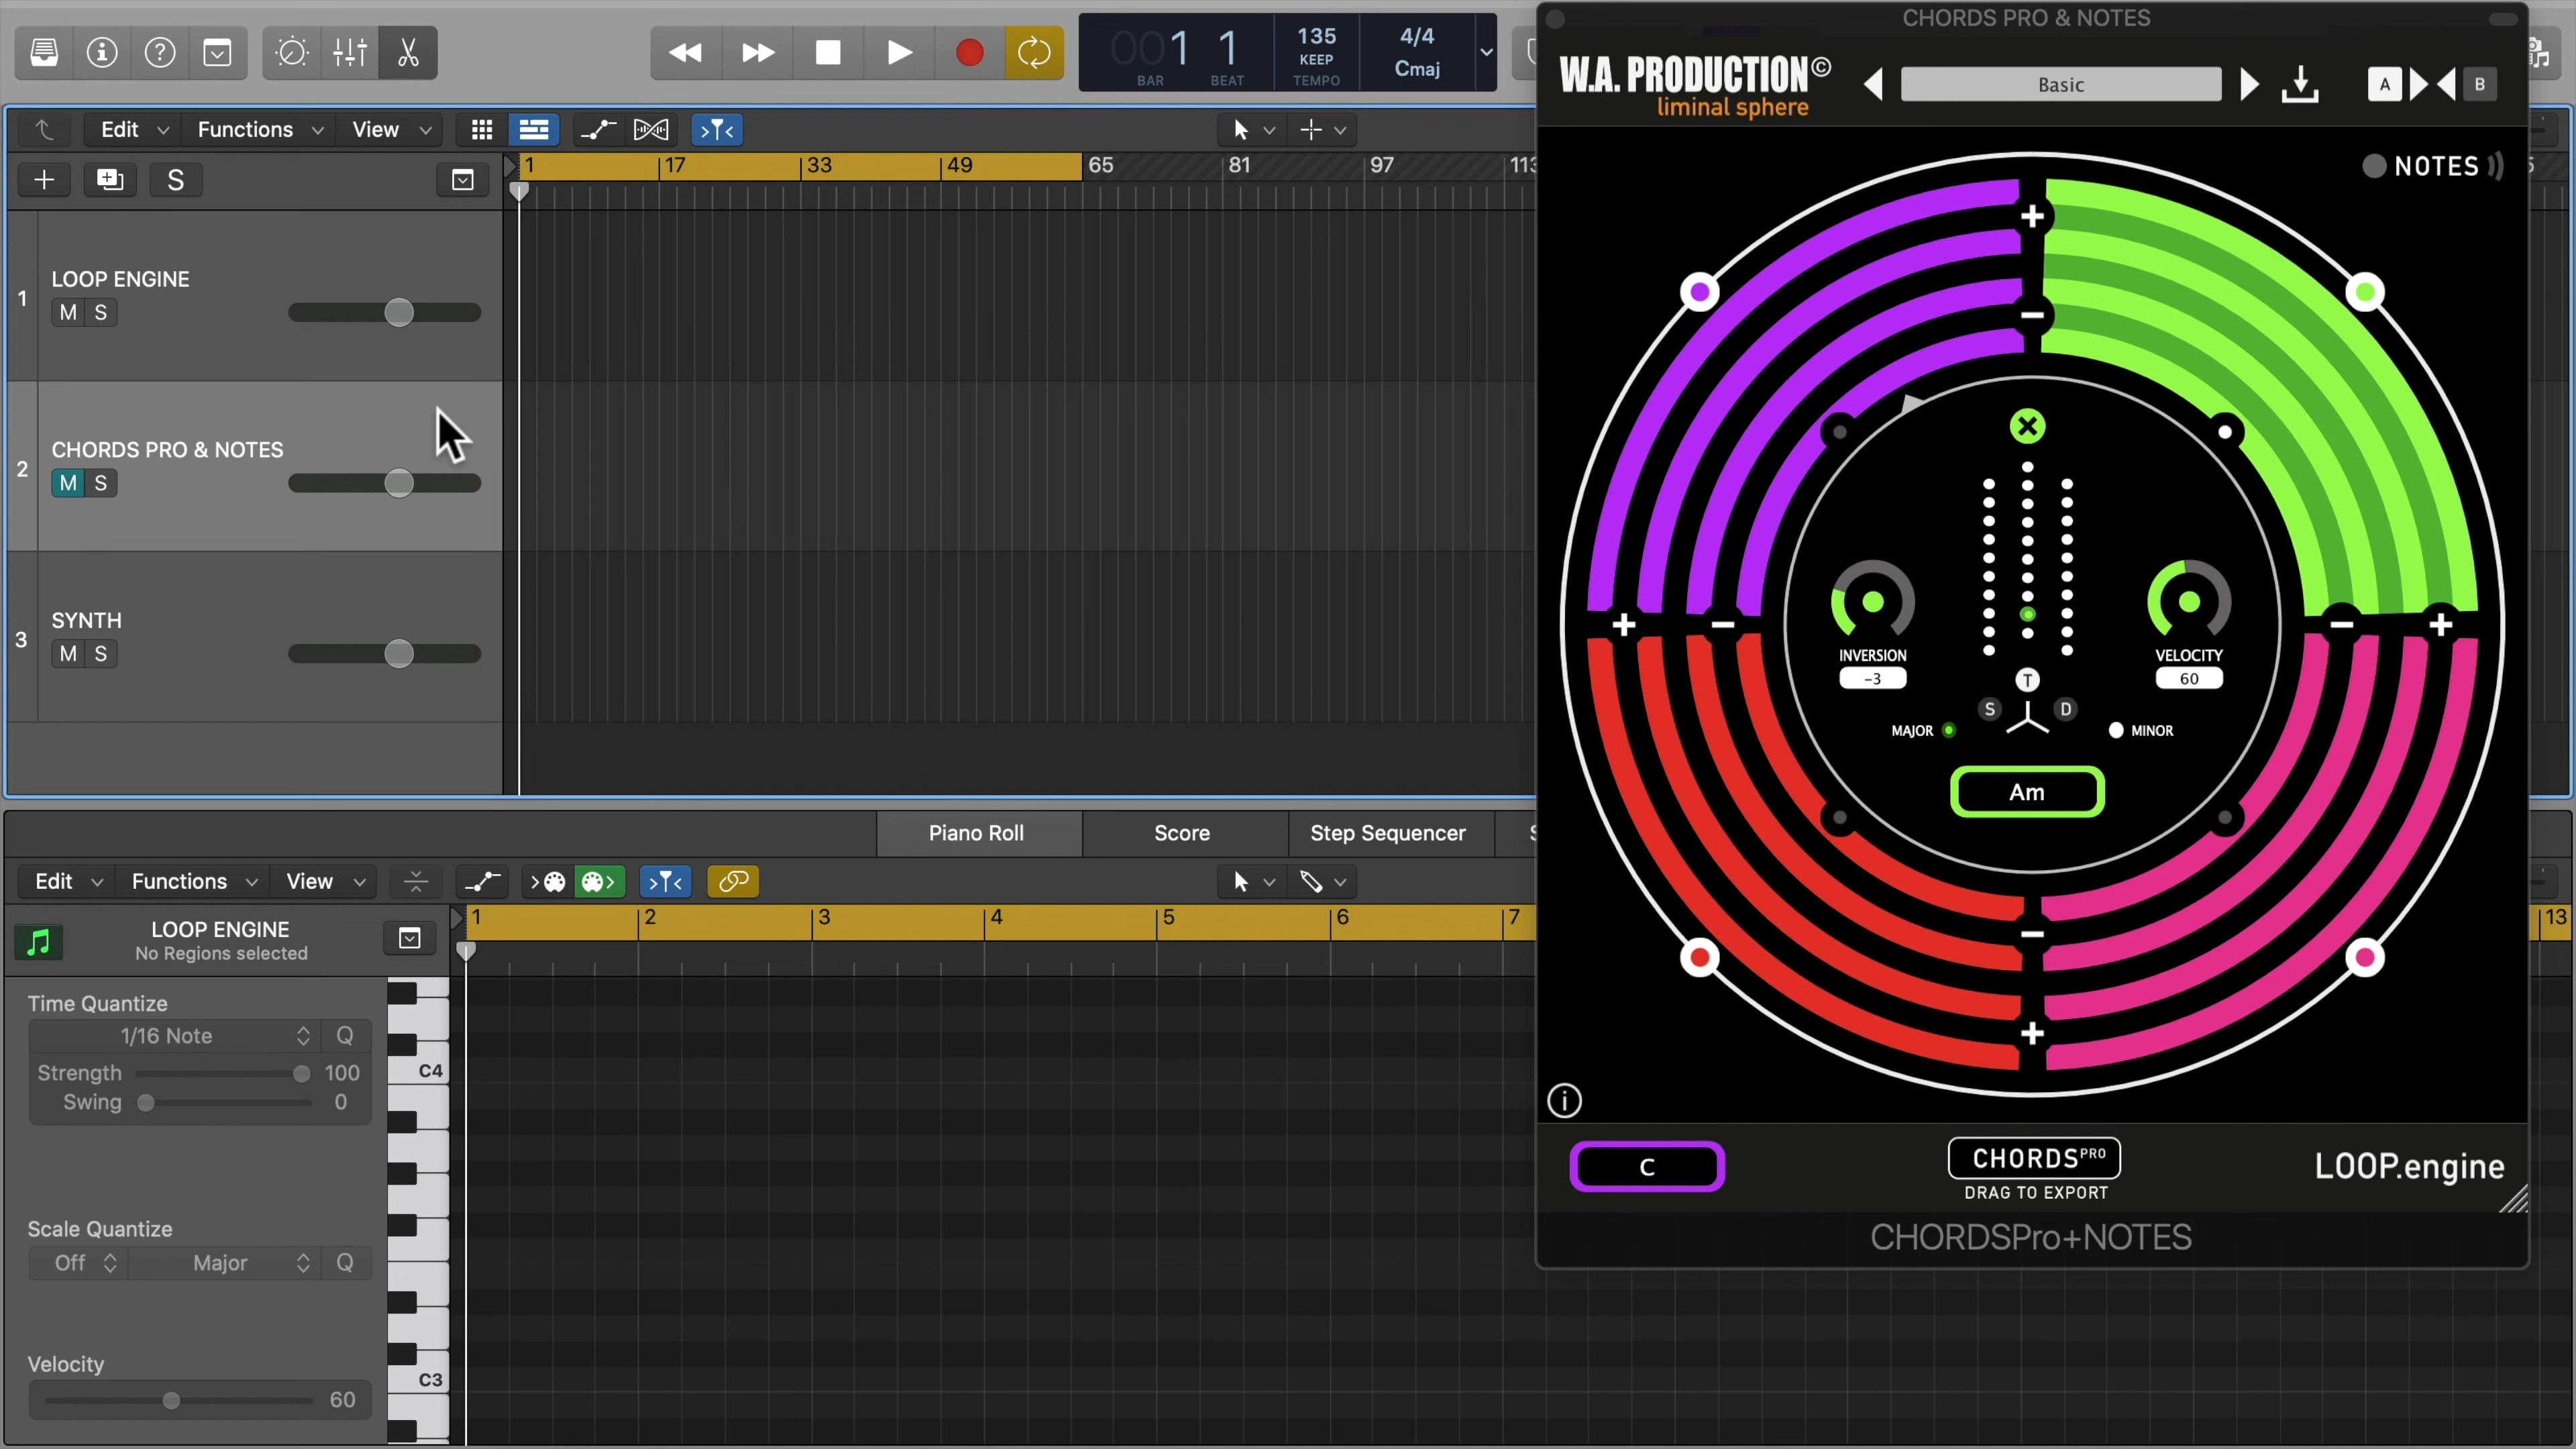 001 1
BAR BEAT
135
KEEP
TEMPO
4/4
Cmaj
Edit Functions View
S
1 17 33 49 65 81 97
1 LOOP ENGINE
M S
2 CHORDS PRO & NOTES
M S
3 SYNTH
M S
Piano Roll Score Step Sequencer
Edit Functions View
LOOP ENGINE
No Regions selected
1 2 3 4 5 6 7 13
Time Quantize
1/16 Note Q
Strength 100
Swing 0
Scale Quantize
Off Major Q
Velocity
60
C4
C3
CHORDS PRO & NOTES
W.A. PRODUCTION©
liminal sphere
Basic
A B
NOTES
INVERSION
-3
VELOCITY
60
T
S D
MAJOR MINOR
Am
i
C
CHORDS PRO
DRAG TO EXPORT
LOOP.engine
CHORDSPro+NOTES